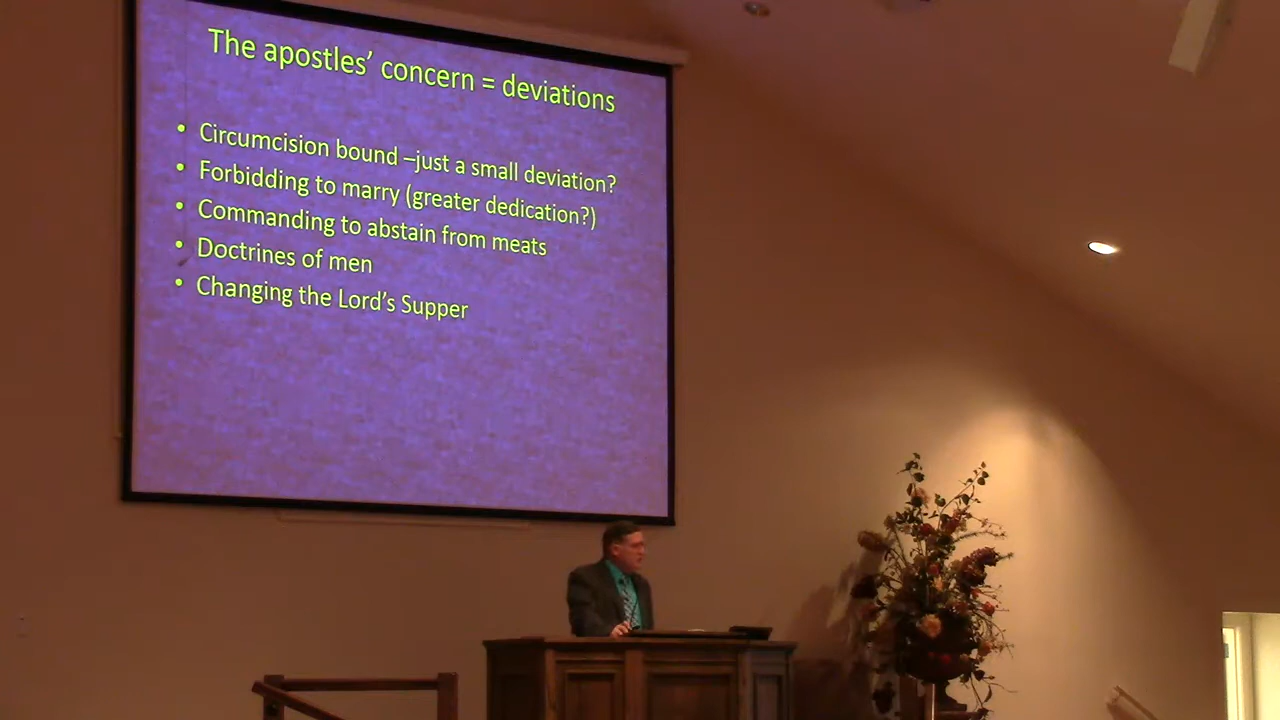 The apostles’ concern = deviations
• Circumcision bound –just a small deviation?
• Forbidding to marry (greater dedication?)
• Commanding to abstain from meats
• Doctrines of men
• Changing the Lord’s Supper